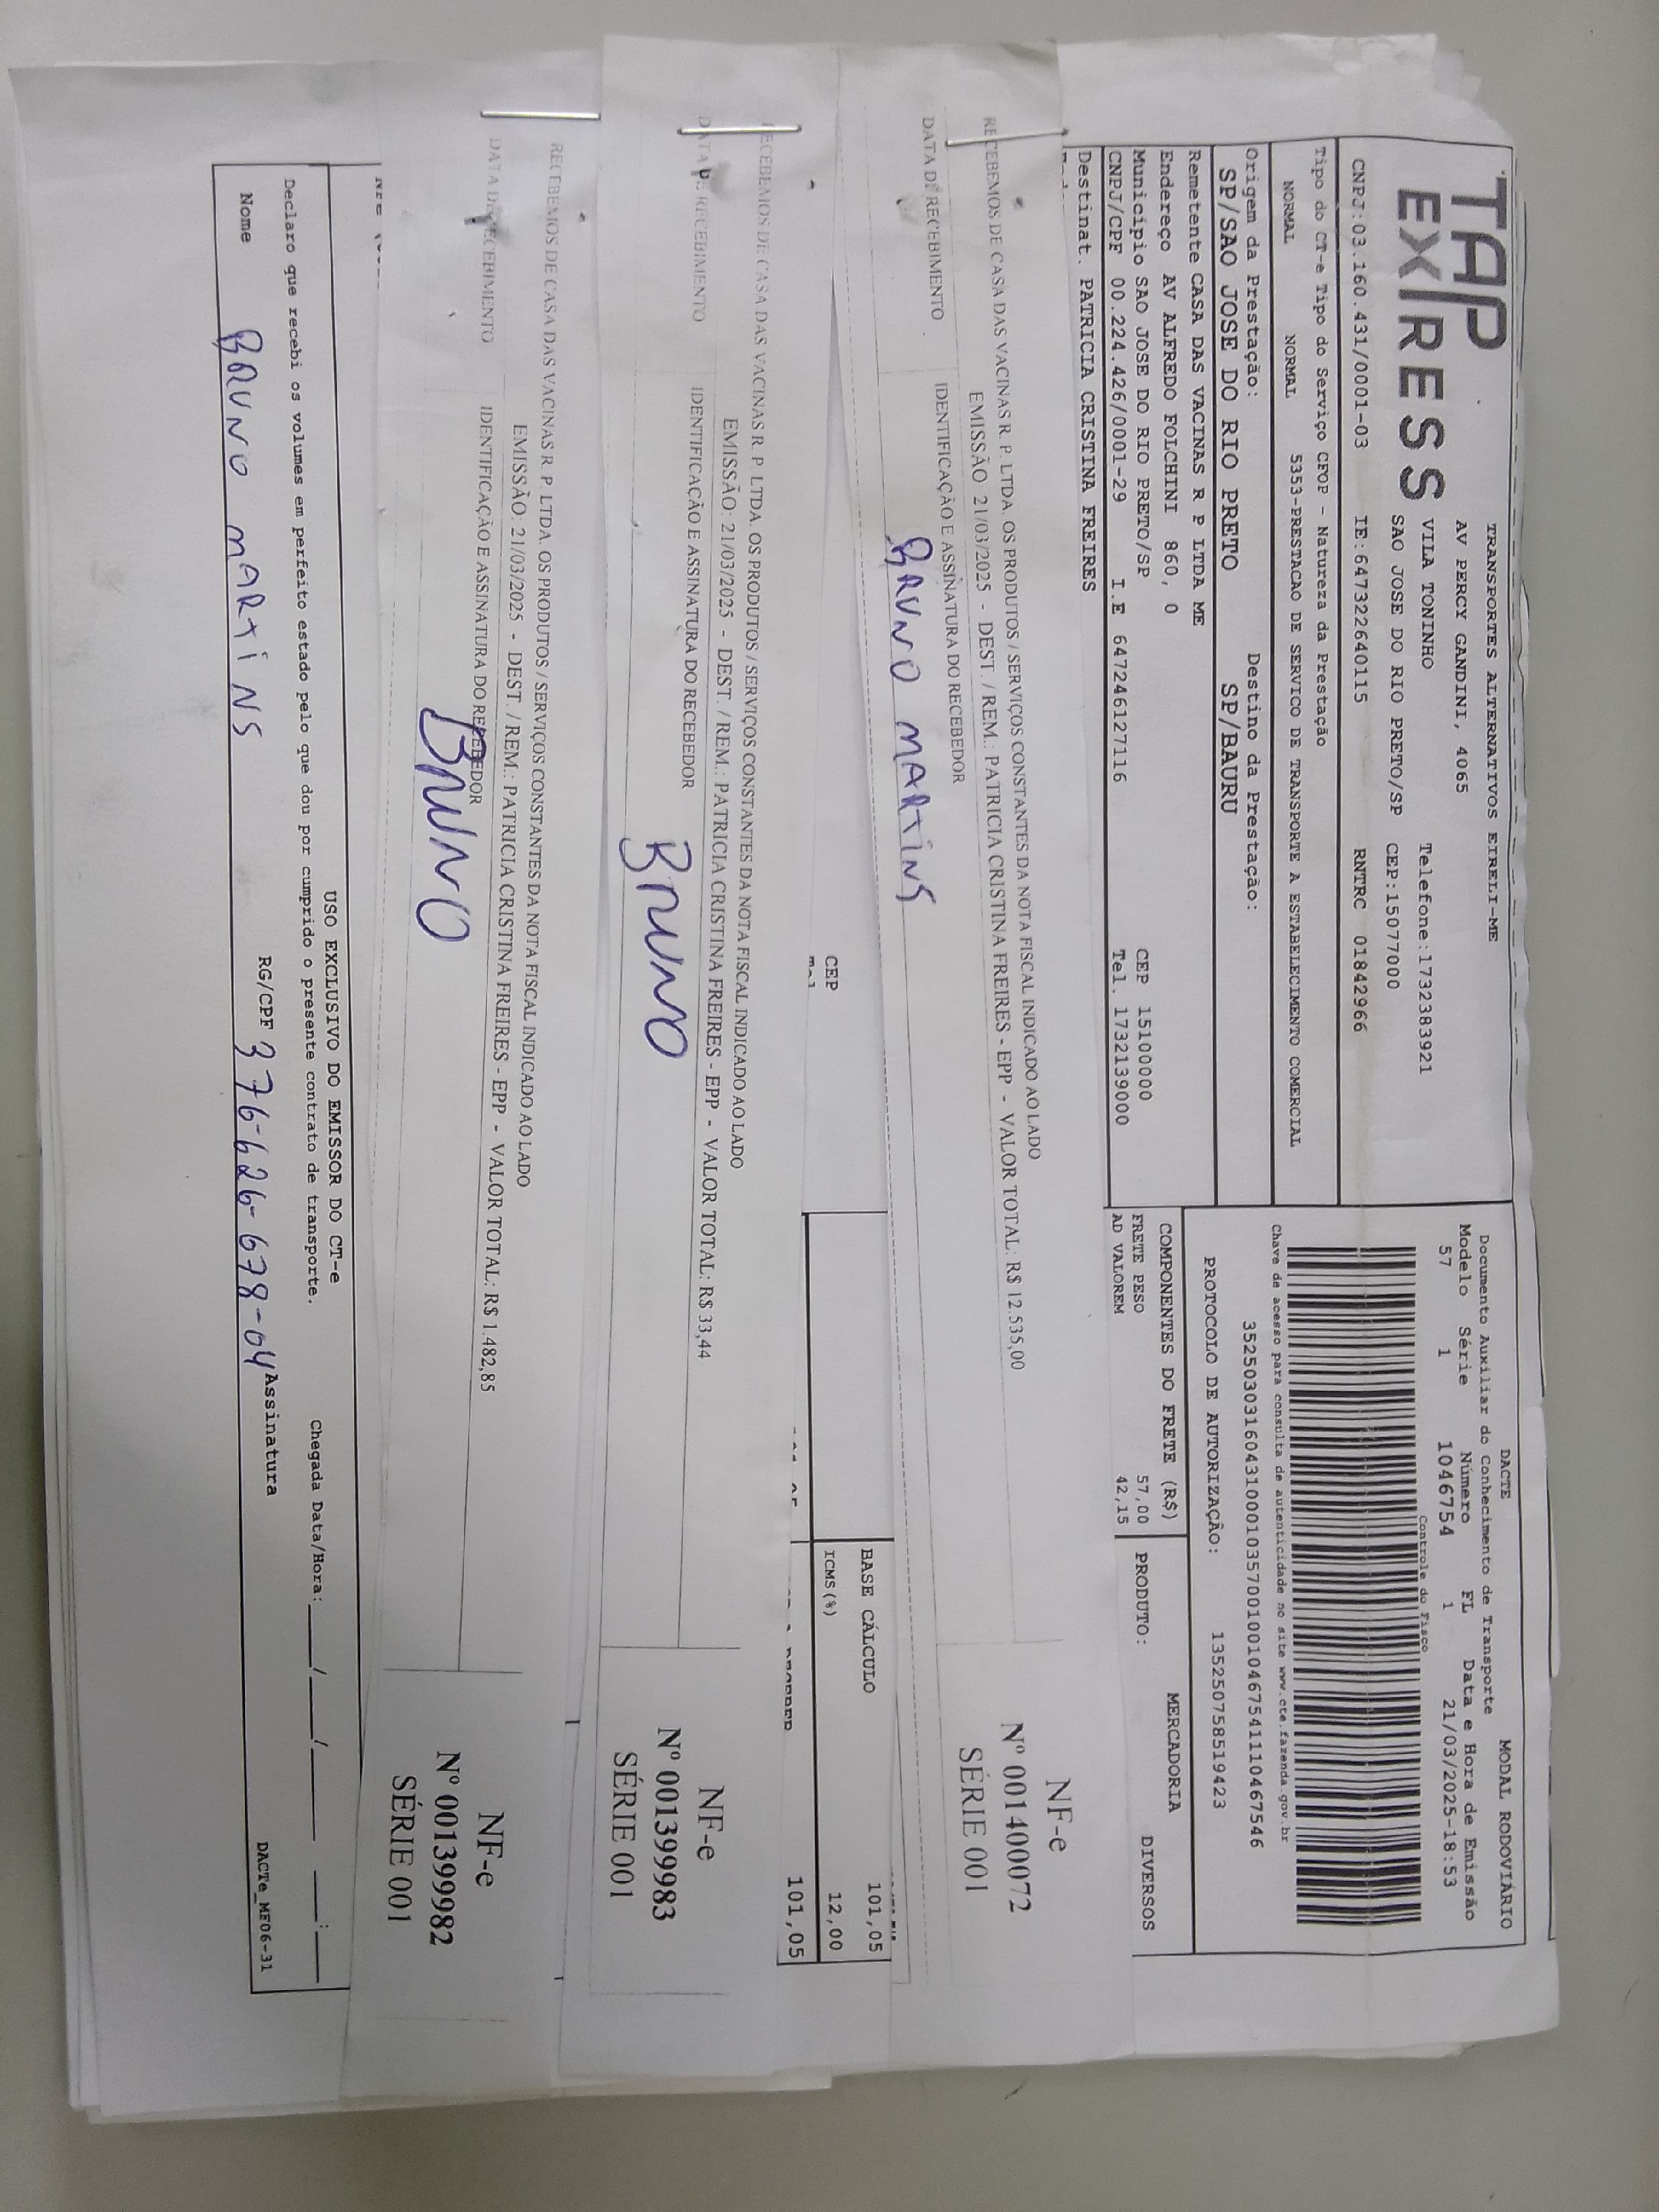 TAP
EXPRESS
TRANSPORTES ALTERNATIVOS EIRELI-ME
AV PERCY GANDINI, 4065
VILA TONINHO Telefone:1732383921
SAO JOSE DO RIO PRETO/SP CEP:15077000
CNPJ:03.160.431/0001-03 IE:647322640115 RNTRC 01842966
DACTE MODAL RODOVIÁRIO
Documento Auxiliar do Conhecimento de Transporte
Modelo Série Número FL Data e Hora de Emissão
57 1 1046754 1 21/03/2025-18:53
Controle do Fisco
Tipo do CT-e Tipo do Serviço CFOP - Natureza da Prestação
NORMAL NORMAL 5353-PRESTACAO DE SERVICO DE TRANSPORTE A ESTABELECIMENTO COMERCIAL
Chave de acesso para consulta de autenticidade no site www.cte.fazenda.gov.br
35250303160431000103570010010467541110467546
Origem da Prestação: Destino da Prestação:
SP/SAO JOSE DO RIO PRETO SP/BAURU
PROTOCOLO DE AUTORIZAÇÃO: 135250758519423
Remetente CASA DAS VACINAS R P LTDA ME
Endereço AV ALFREDO FOLCHINI 860, 0
Municipio SAO JOSE DO RIO PRETO/SP CEP 15100000
CNPJ/CPF 00.224.426/0001-29 I.E 647246127116 Tel. 1732139000
Destinat. PATRICIA CRISTINA FREIRES
COMPONENTES DO FRETE (R$) MERCADORIA
FRETE PESO 57,00 PRODUTO: DIVERSOS
AD VALOREM 42,15
RECEBEMOS DE CASA DAS VACINAS R. P. LTDA. OS PRODUTOS / SERVIÇOS CONSTANTES DA NOTA FISCAL INDICADO AO LADO
EMISSÃO 21/03/2025 - DEST. / REM.: PATRICIA CRISTINA FREIRES - EPP - VALOR TOTAL: R$ 12.535,00
DATA DE RECEBIMENTO IDENTIFICAÇÃO E ASSINATURA DO RECEBEDOR
BRUNO MARTINS
NF-e
Nº 001400072
SÉRIE 001
BASE CÁLCULO 101,05
CEP ICMS(%) 12,00
101,05
RECEBEMOS DE CASA DAS VACINAS R. P. LTDA. OS PRODUTOS / SERVIÇOS CONSTANTES DA NOTA FISCAL INDICADO AO LADO
EMISSÃO: 21/03/2025 - DEST. / REM.: PATRICIA CRISTINA FREIRES - EPP - VALOR TOTAL: R$ 33,44
DATA DE RECEBIMENTO IDENTIFICAÇÃO E ASSINATURA DO RECEBEDOR
BRUNO
NF-e
Nº 001399983
SÉRIE 001
RECEBEMOS DE CASA DAS VACINAS R. P. LTDA. OS PRODUTOS / SERVIÇOS CONSTANTES DA NOTA FISCAL INDICADO AO LADO
EMISSÃO: 21/03/2025 - DEST. / REM.: PATRICIA CRISTINA FREIRES - EPP - VALOR TOTAL: R$ 1.482,85
DATA DE RECEBIMENTO IDENTIFICAÇÃO E ASSINATURA DO RECEBEDOR
BRUNO
NF-e
Nº 001399982
SÉRIE 001
USO EXCLUSIVO DO EMISSOR DO CT-e
Declaro que recebi os volumes em perfeito estado pelo que dou por cumprido o presente contrato de transporte. Chegada Data/Hora:___/___/_____ ___:___
Nome BRUNO MARTINS RG/CPF 376-626-678-04 Assinatura
DACTe_MF06-31